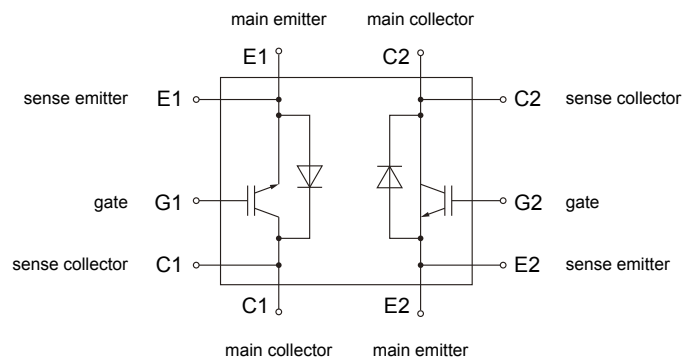 main emitter main collector
E1 C2
sense emitter E1 C2 sense collector
gate G1 G2 gate
sense collector C1 E2 sense emitter
C1 E2
main collector main emitter